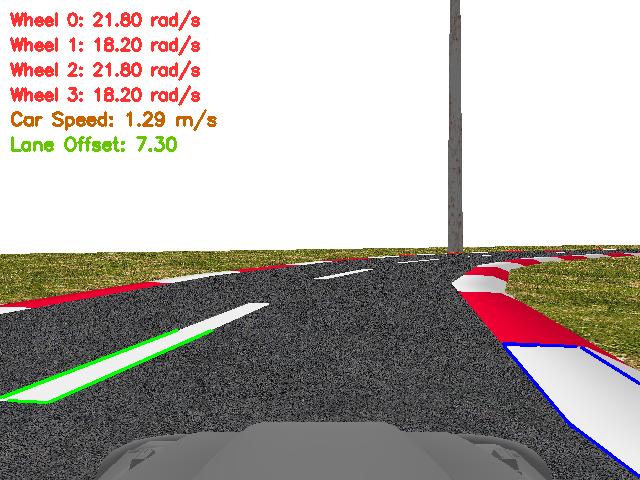 Wheel 0: 21.80 rad/s
Wheel 1: 18.20 rad/s
Wheel 2: 21.80 rad/s
Wheel 3: 18.20 rad/s
Car Speed: 1.29 m/s
Lane Offset: 7.30